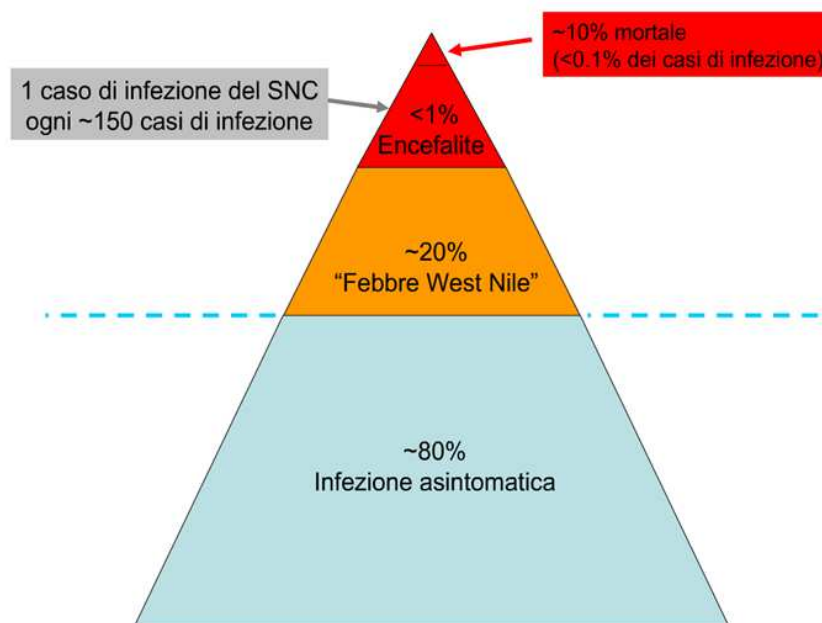 ~10% mortale
(<0.1% dei casi di infezione)
1 caso di infezione del SNC
ogni ~150 casi di infezione
<1%
Encefalite
~20%
“Febbre West Nile”
~80%
Infezione asintomatica